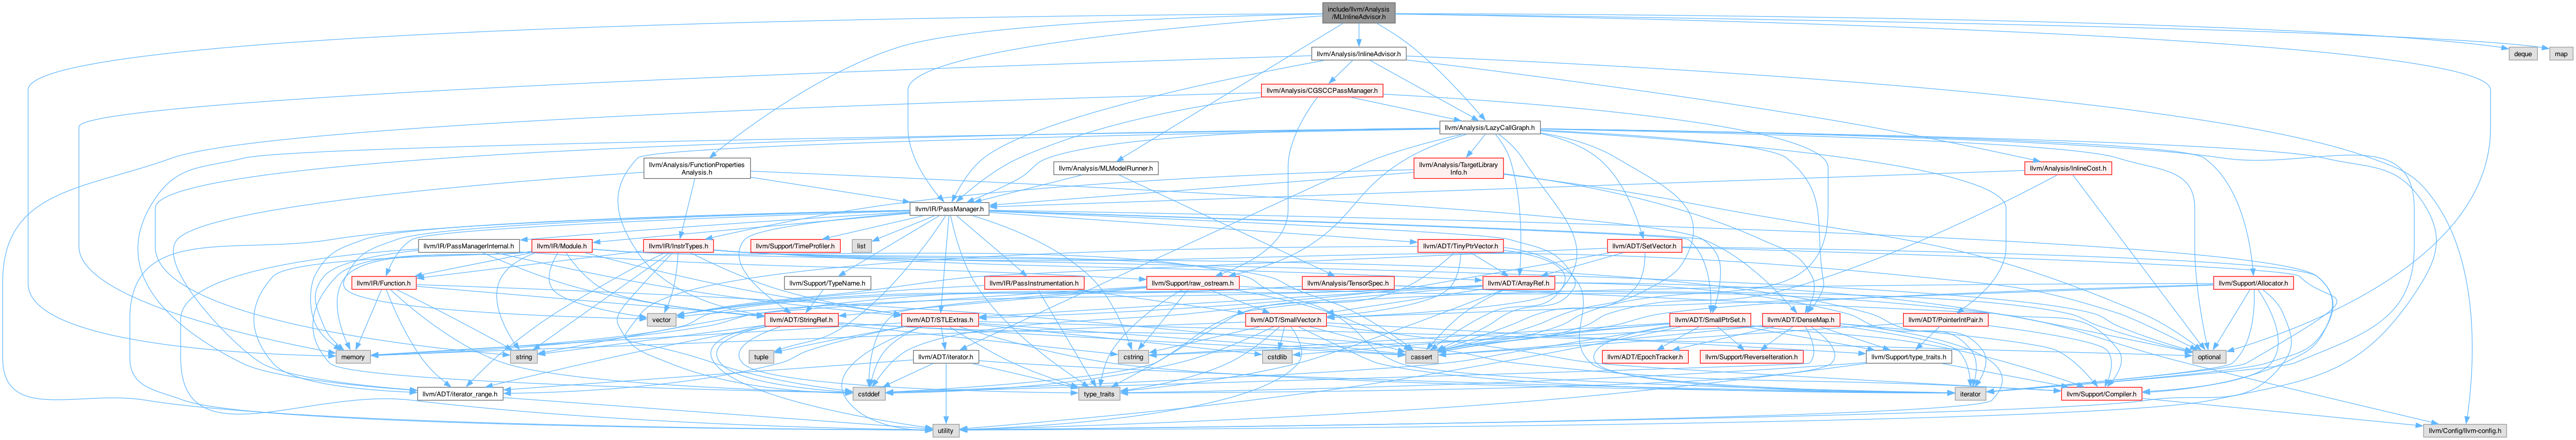 include/llvm/Analysis
/MLInlineAdvisor.h
llvm/Analysis/InlineAdvisor.h
deque
map
llvm/Analysis/CGSCCPassManager.h
llvm/Analysis/LazyCallGraph.h
llvm/Analysis/FunctionProperties
Analysis.h
llvm/Analysis/MLModelRunner.h
llvm/Analysis/TargetLibrary
Info.h
llvm/Analysis/InlineCost.h
llvm/IR/PassManager.h
llvm/IR/PassManagerInternal.h
llvm/IR/Module.h
llvm/IR/InstrTypes.h
llvm/Support/TimeProfiler.h
list
llvm/ADT/TinyPtrVector.h
llvm/ADT/SetVector.h
llvm/IR/Function.h
llvm/Support/TypeName.h
llvm/IR/PassInstrumentation.h
llvm/Support/raw_ostream.h
llvm/Analysis/TensorSpec.h
llvm/ADT/ArrayRef.h
llvm/Support/Allocator.h
vector
llvm/ADT/StringRef.h
llvm/ADT/STLExtras.h
llvm/ADT/SmallVector.h
llvm/ADT/SmallPtrSet.h
llvm/ADT/DenseMap.h
llvm/ADT/PointerIntPair.h
memory
string
tuple
llvm/ADT/iterator.h
cstring
cstdlib
cassert
llvm/ADT/EpochTracker.h
llvm/Support/ReverseIteration.h
llvm/Support/type_traits.h
optional
llvm/ADT/iterator_range.h
cstddef
type_traits
iterator
llvm/Support/Compiler.h
utility
llvm/Config/llvm-config.h